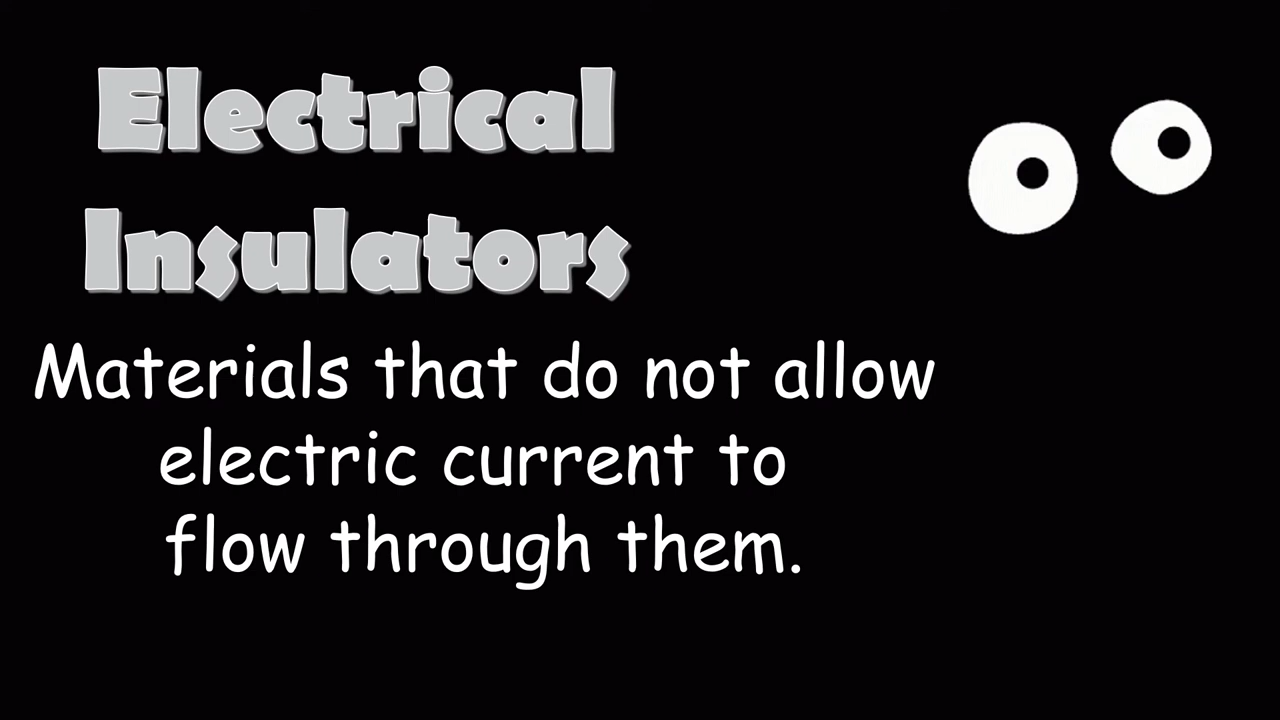 Electrical
Insulators
Materials that do not allow
electric current to
flow through them.